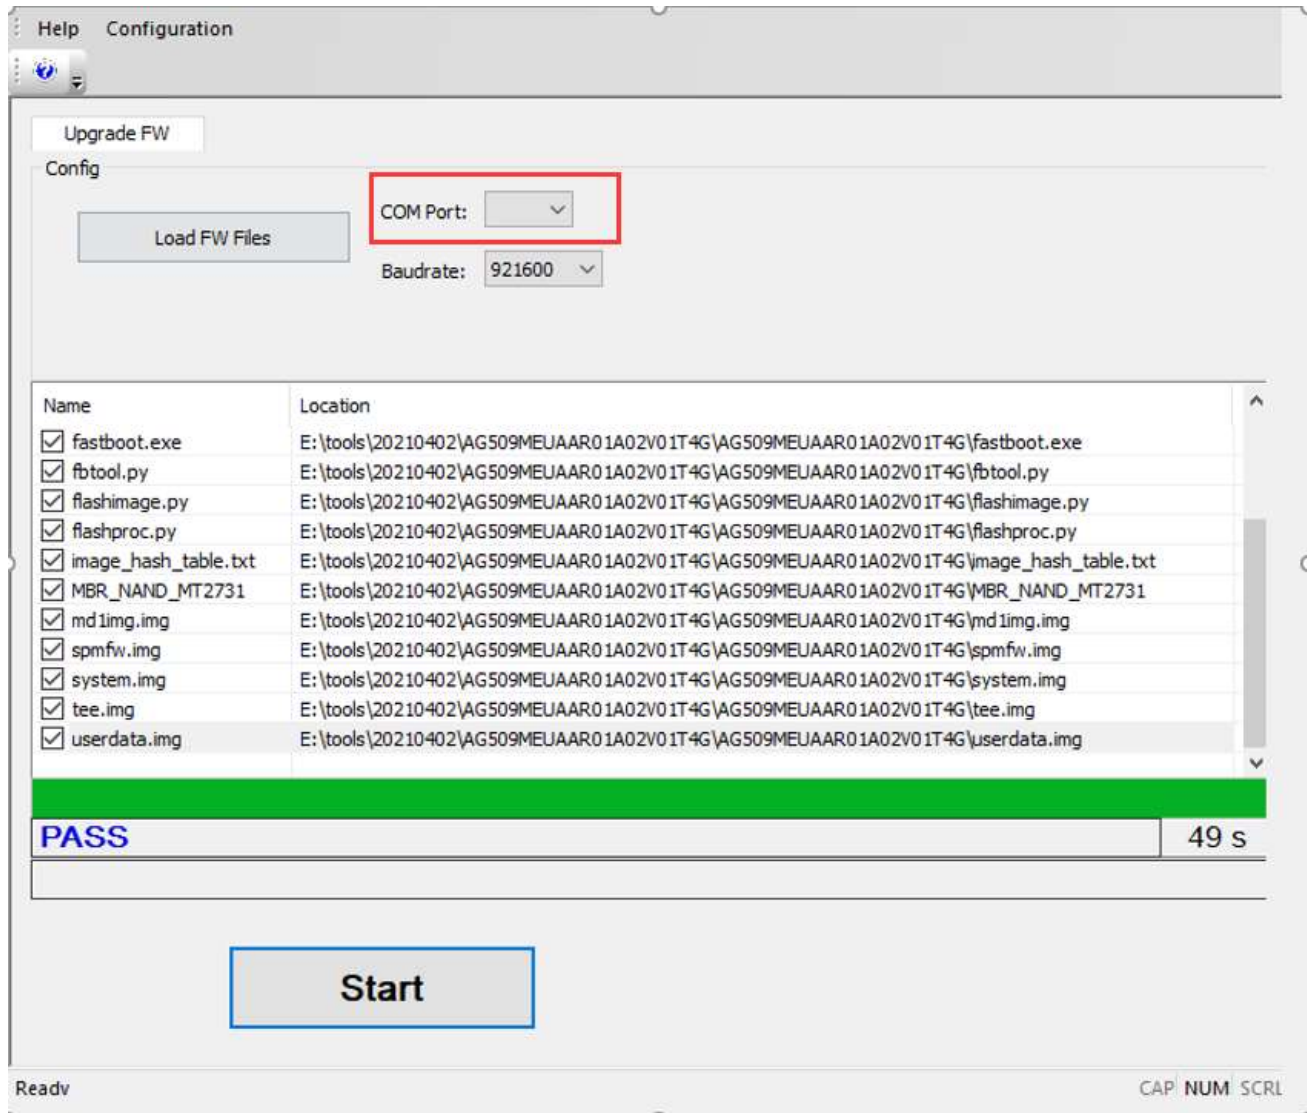 Help Configuration
Upgrade FW
Config
Load FW Files
COM Port:
Baudrate: 921600
Name Location
fastboot.exe E:\tools\20210402\AG509MEUAAR01A02V01T4G\AG509MEUAAR01A02V01T4G\fastboot.exe
fbtool.py E:\tools\20210402\AG509MEUAAR01A02V01T4G\AG509MEUAAR01A02V01T4G\fbtool.py
flashimage.py E:\tools\20210402\AG509MEUAAR01A02V01T4G\AG509MEUAAR01A02V01T4G\flashimage.py
flashproc.py E:\tools\20210402\AG509MEUAAR01A02V01T4G\AG509MEUAAR01A02V01T4G\flashproc.py
image_hash_table.txt E:\tools\20210402\AG509MEUAAR01A02V01T4G\AG509MEUAAR01A02V01T4G\image_hash_table.txt
MBR_NAND_MT2731 E:\tools\20210402\AG509MEUAAR01A02V01T4G\AG509MEUAAR01A02V01T4G\MBR_NAND_MT2731
md1img.img E:\tools\20210402\AG509MEUAAR01A02V01T4G\AG509MEUAAR01A02V01T4G\md1img.img
spmfw.img E:\tools\20210402\AG509MEUAAR01A02V01T4G\AG509MEUAAR01A02V01T4G\spmfw.img
system.img E:\tools\20210402\AG509MEUAAR01A02V01T4G\AG509MEUAAR01A02V01T4G\system.img
tee.img E:\tools\20210402\AG509MEUAAR01A02V01T4G\AG509MEUAAR01A02V01T4G\tee.img
userdata.img E:\tools\20210402\AG509MEUAAR01A02V01T4G\AG509MEUAAR01A02V01T4G\userdata.img
PASS 49 s
Start
Ready CAP NUM SCRL